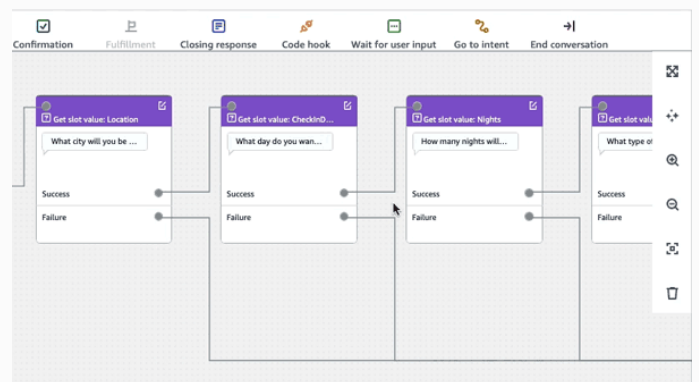 Confirmation
Fulfillment
Closing response
Code hook
Wait for user input
Go to intent
End conversation
Get slot value: Location
What city will you be ...
Success
Failure
Get slot value: CheckInD...
What day do you wan...
Success
Failure
Get slot value: Nights
How many nights will...
Success
Failure
Get slot valu
What type of
Success
Failure